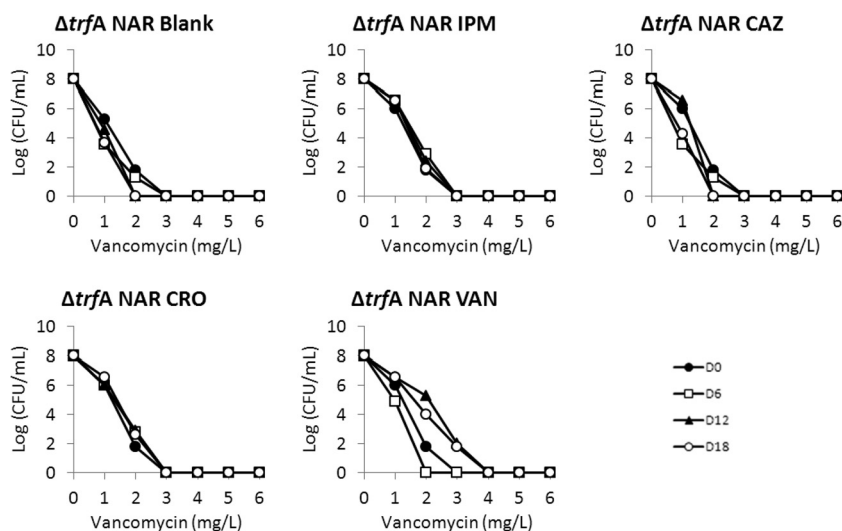 ΔtrfA NAR Blank
10
8
6
4
2
0
Log (CFU/mL)
0 1 2 3 4 5 6
Vancomycin (mg/L)
ΔtrfA NAR IPM
10
8
6
4
2
0
Log (CFU/mL)
0 1 2 3 4 5 6
Vancomycin (mg/L)
ΔtrfA NAR CAZ
10
8
6
4
2
0
Log (CFU/mL)
0 1 2 3 4 5 6
Vancomycin (mg/L)
ΔtrfA NAR CRO
10
8
6
4
2
0
Log (CFU/mL)
0 1 2 3 4 5 6
Vancomycin (mg/L)
ΔtrfA NAR VAN
10
8
6
4
2
0
Log (CFU/mL)
0 1 2 3 4 5 6
Vancomycin (mg/L)
D0
D6
D12
D18